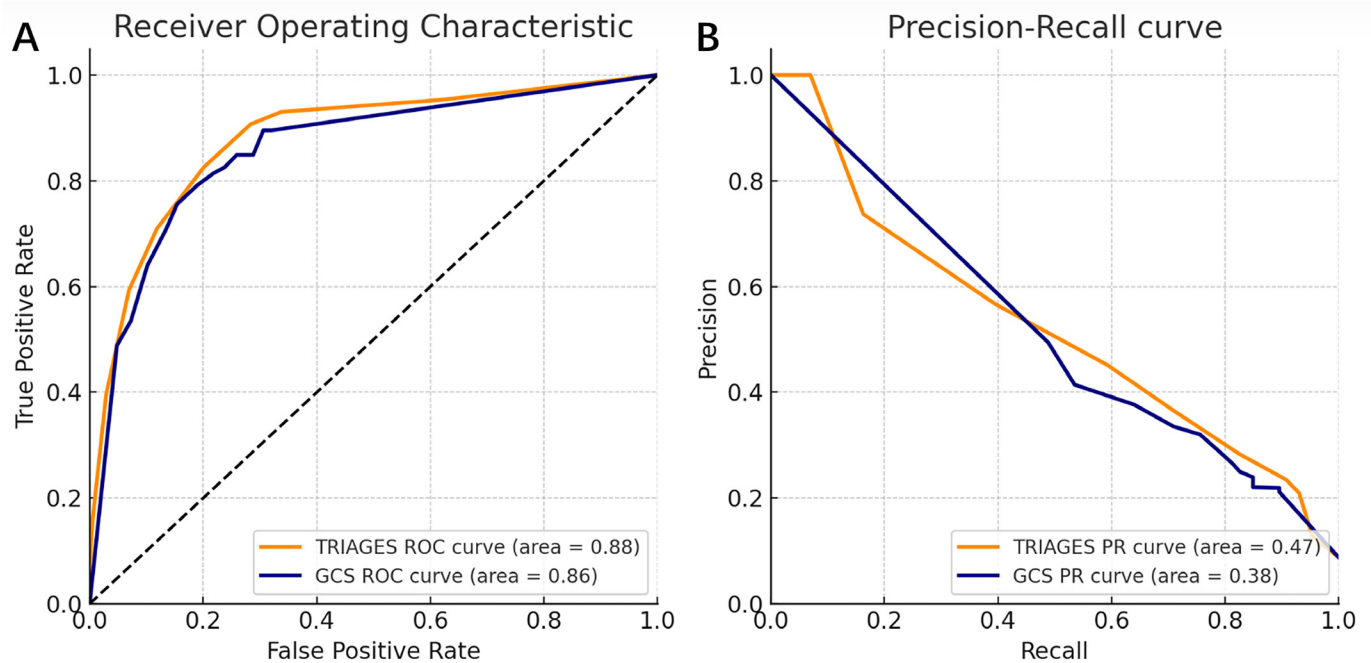 A
Receiver Operating Characteristic
True Positive Rate
1.0
0.8
0.6
0.4
0.2
0.0
TRIAGES ROC curve (area = 0.88)
GCS ROC curve (area = 0.86)
0.0 0.2 0.4 0.6 0.8 1.0
False Positive Rate
B
Precision-Recall curve
Precision
1.0
0.8
0.6
0.4
0.2
0.0
TRIAGES PR curve (area = 0.47)
GCS PR curve (area = 0.38)
0.0 0.2 0.4 0.6 0.8 1.0
Recall